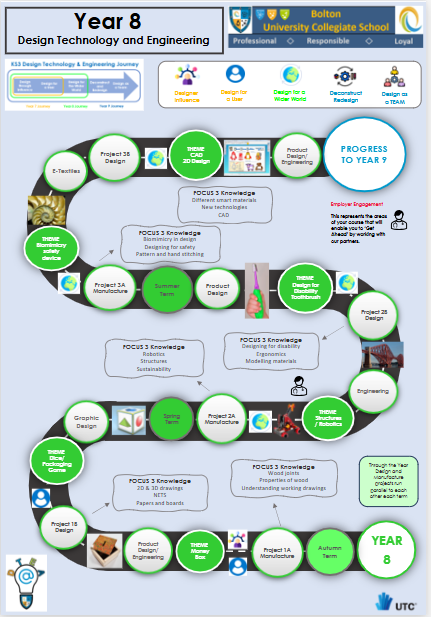 Year 8
Design Technology and Engineering
Bolton
University Collegiate School
Professional ◇ Responsible ◇ Loyal
KS3 Design Technology & Engineering Journey
Designer
Influence
Design for
a User
Design for a
Wider World
Deconstruct
Redesign
Design as
a TEAM
E-Textiles
Project 3B
Design
THEME
CAD
2D Design
Product
Design/
Engineering
PROGRESS
TO YEAR 9
Employer Engagement
This represents the areas
of your course that will
enable you to 'Get
Ahead' by working with
our partners.
FOCUS 3 Knowledge
Different smart materials
New technologies
CAD
FOCUS 3 Knowledge
Biomimicry in design
Designing for safety
Pattern and hand stitching
THEME
Biomimicry
safety
device
Project 3A
Manufacture
Summer
Term
Product
Design
THEME
Design for
Disability
Toothbrush
Project 2B
Design
FOCUS 3 Knowledge
Robotics
Structures
Sustainability
FOCUS 3 Knowledge
Designing for disability
Ergonomics
Modelling materials
Engineering
Graphic
Design
Spring
Term
Project 2A
Manufacture
THEME
Structures
/ Robotics
THEME
Packaging
Game
FOCUS 3 Knowledge
2D & 3D drawings
NETS
Papers and boards
FOCUS 3 Knowledge
Wood joints
Properties of wood
Understanding working drawings
Through the Year
Design and
Manufacture
projects run
parallel to each
other each term
Project 1B
Design
Product
Design/
Engineering
THEME
Money
Box
Project 1A
Manufacture
Autumn
Term
YEAR
8
UTC